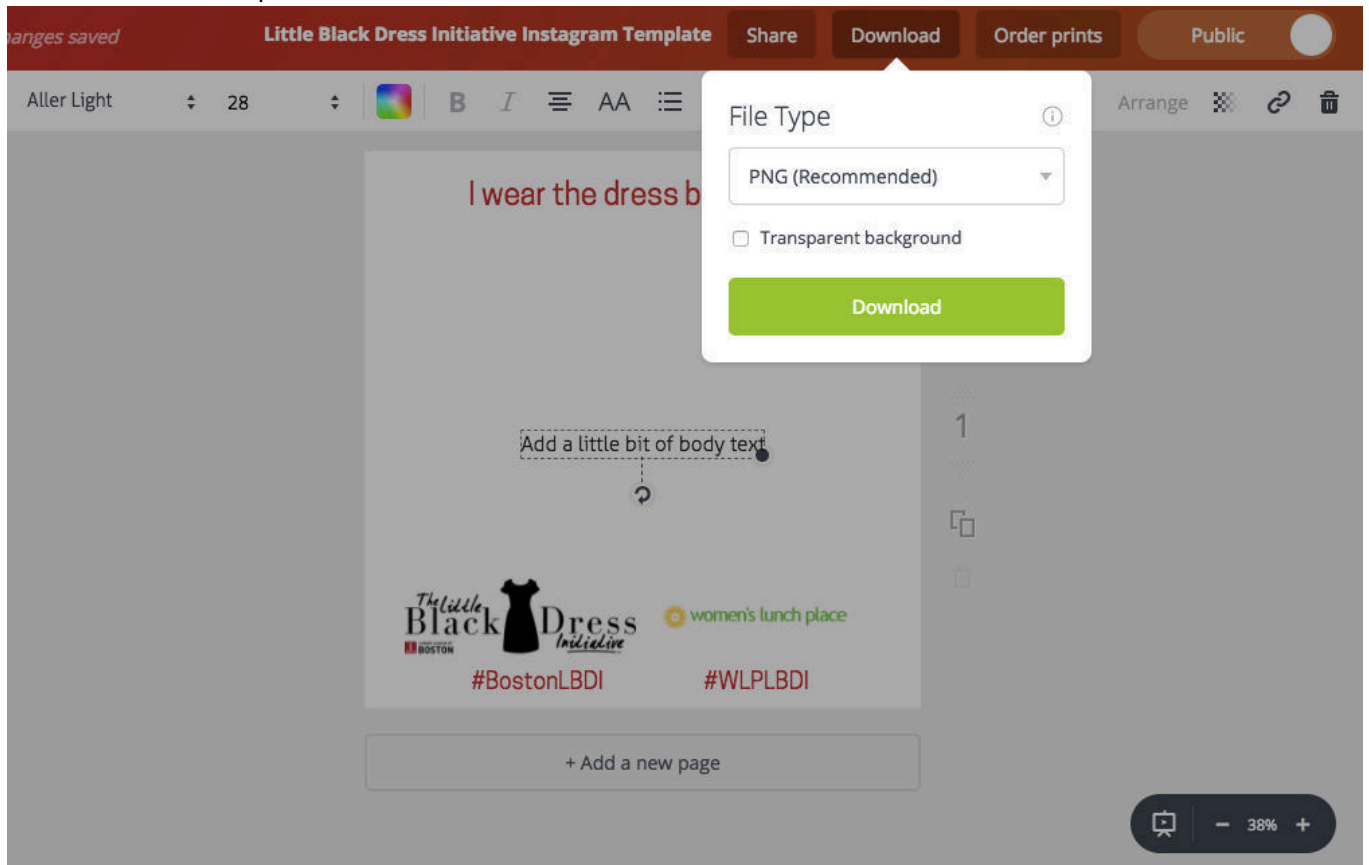 hanges saved
Little Black Dress Initiative Instagram Template
Share
Download
Order prints
Public
Aller Light
28
B
I
AA
Arrange
File Type
PNG (Recommended)
Transparent background
Download
I wear the dress b
1
Add a little bit of body text
The Little
Black Dress
Initiative
BOSTON
women's lunch place
#BostonLBDI
#WLPLBDI
+ Add a new page
− 38% +